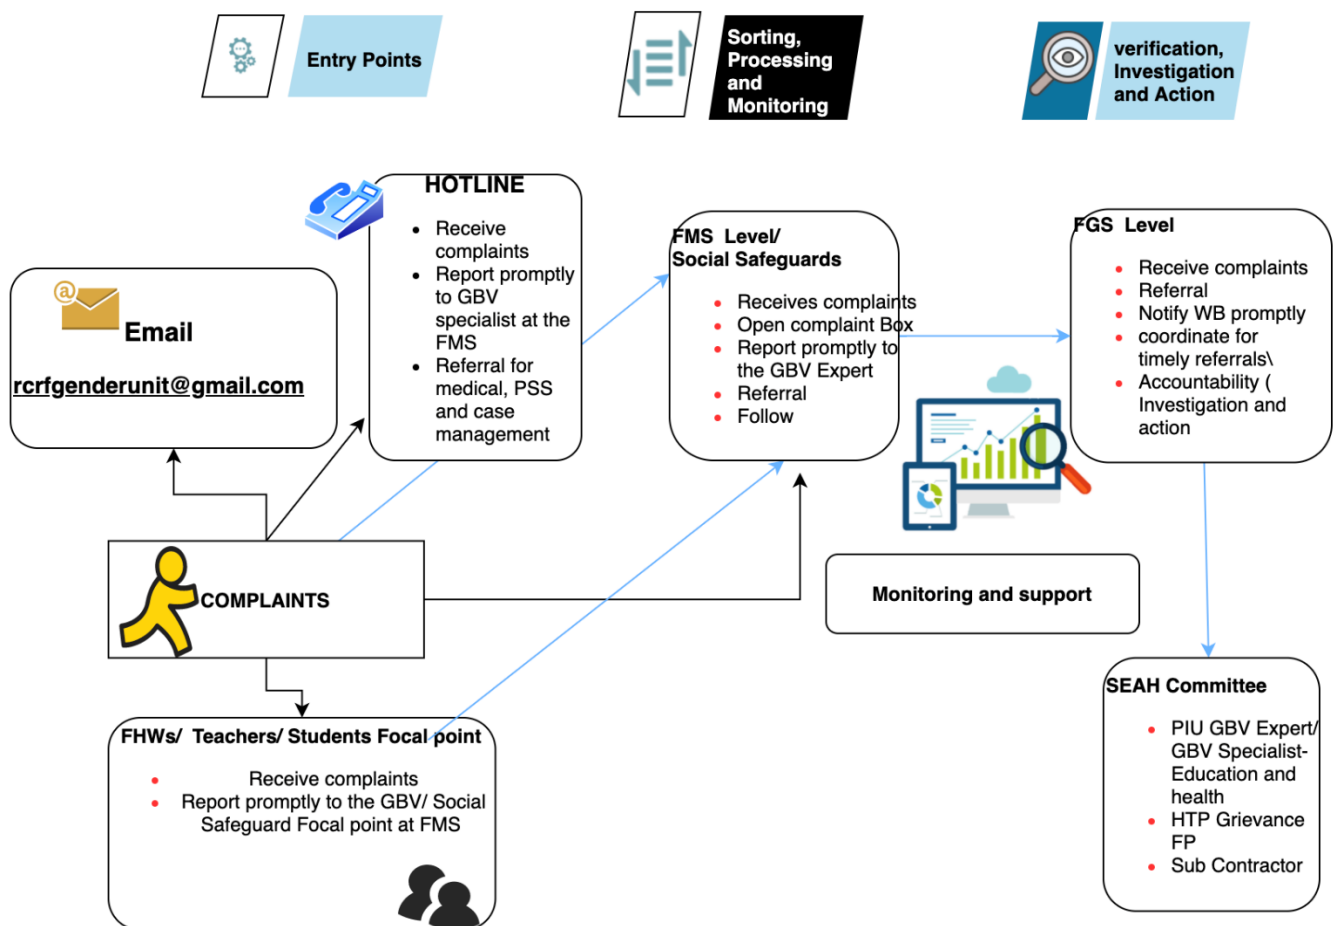 Entry Points
Sorting,
Processing
and
Monitoring
verification,
Investigation
and Action
HOTLINE
Receive
complaints
Report promptly
to GBV
specialist at the
FMS
Referral for
medical, PSS
and case
management
@
Email
rcrfgenderunit@gmail.com
FMS Level/
Social Safeguards
Receives complaints
Open complaint Box
Report promptly to
the GBV Expert
Referral
Follow
FGS Level
Receive complaints
Referral
Notify WB promptly
coordinate for
timely referrals\
Accountability (
Investigation and
action
COMPLAINTS
Monitoring and support
FHWs/ Teachers/ Students Focal point
Receive complaints
Report promptly to the GBV/ Social
Safeguard Focal point at FMS
SEAH Committee
PIU GBV Expert/
GBV Specialist-
Education and
health
HTP Grievance
FP
Sub Contractor